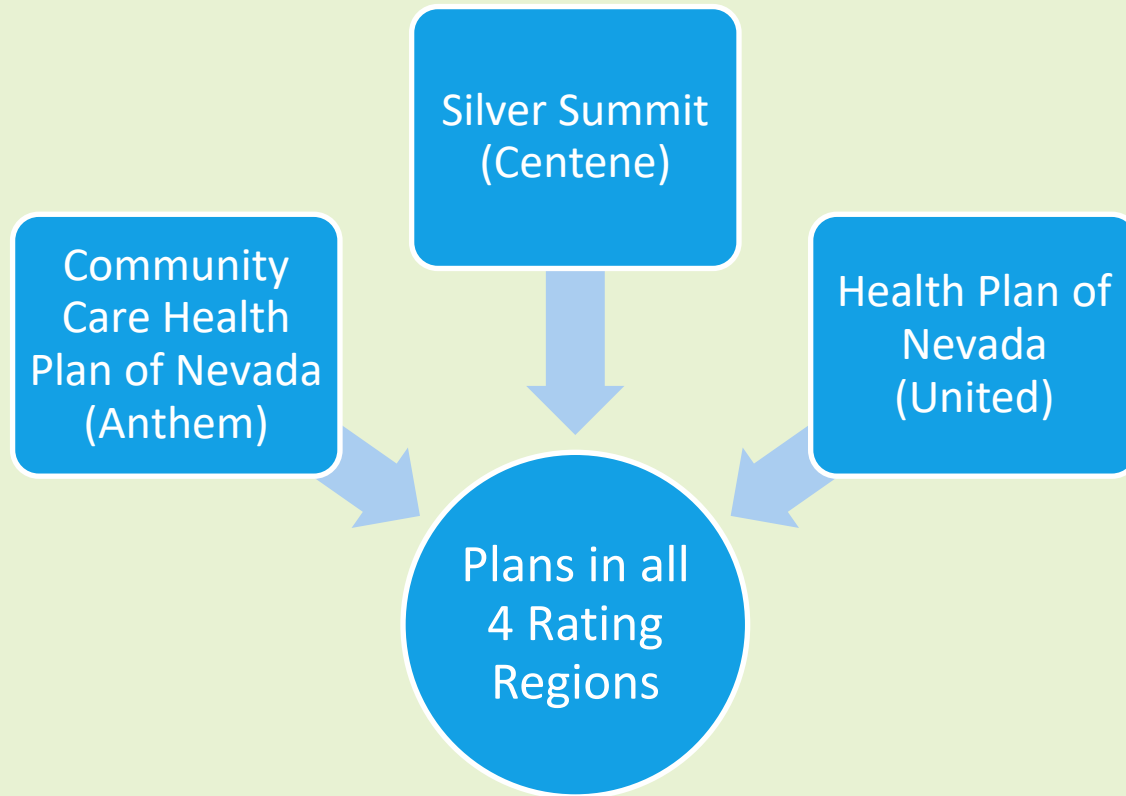 Silver Summit
(Centene)
Community
Care Health
Plan of Nevada
(Anthem)
Health Plan of
Nevada
(United)
Plans in all
4 Rating
Regions